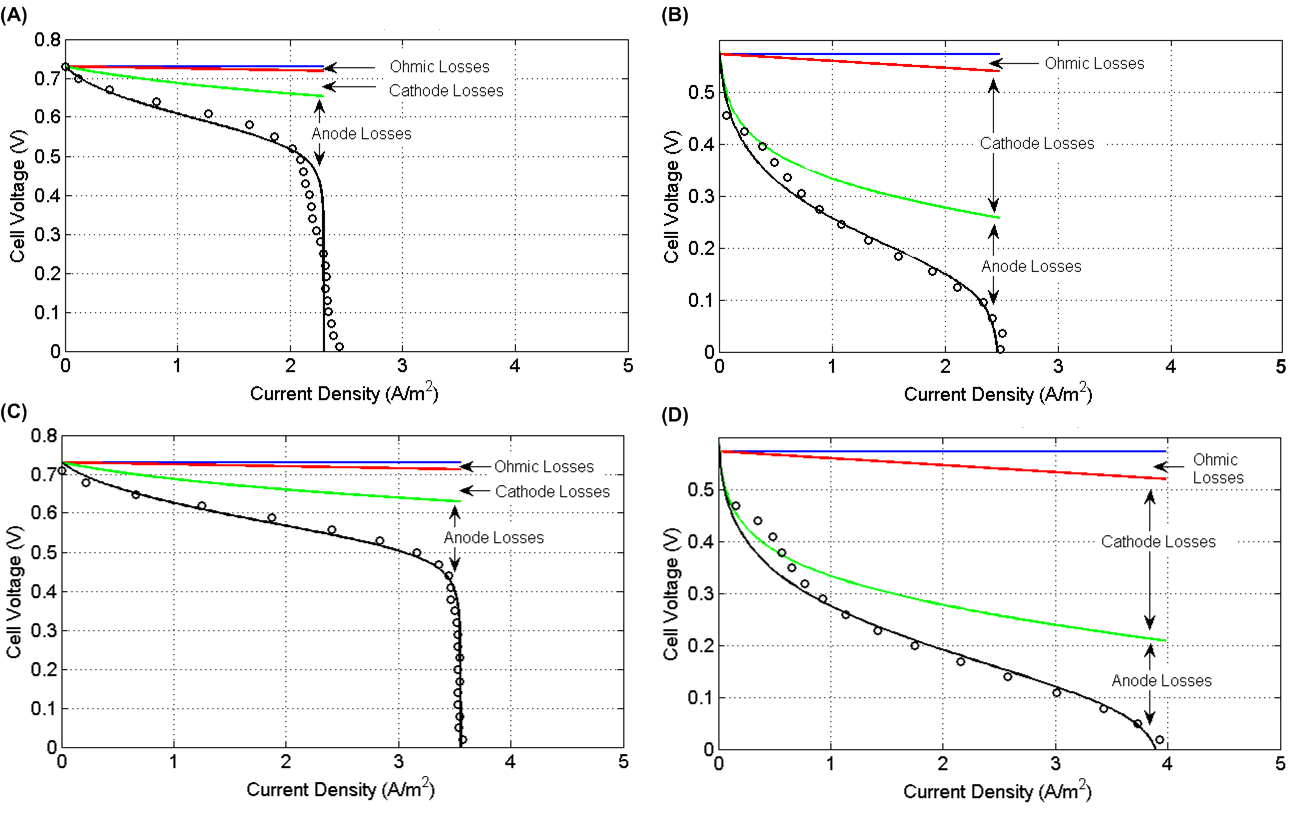 (A)
0.8
0.7
0.6
0.5
0.4
0.3
0.2
0.1
0
0 1 2 3 4 5
Cell Voltage (V)
Current Density (A/m²)
Ohmic Losses
Cathode Losses
Anode Losses
(B)
0.5
0.4
0.3
0.2
0.1
0
0 1 2 3 4 5
Cell Voltage (V)
Current Density (A/m²)
Ohmic Losses
Cathode Losses
Anode Losses
(C)
0.8
0.7
0.6
0.5
0.4
0.3
0.2
0.1
0
0 1 2 3 4 5
Cell Voltage (V)
Current Density (A/m²)
Ohmic Losses
Cathode Losses
Anode Losses
(D)
0.5
0.4
0.3
0.2
0.1
0
0 1 2 3 4 5
Cell Voltage (V)
Current Density (A/m²)
Ohmic
Losses
Cathode Losses
Anode Losses